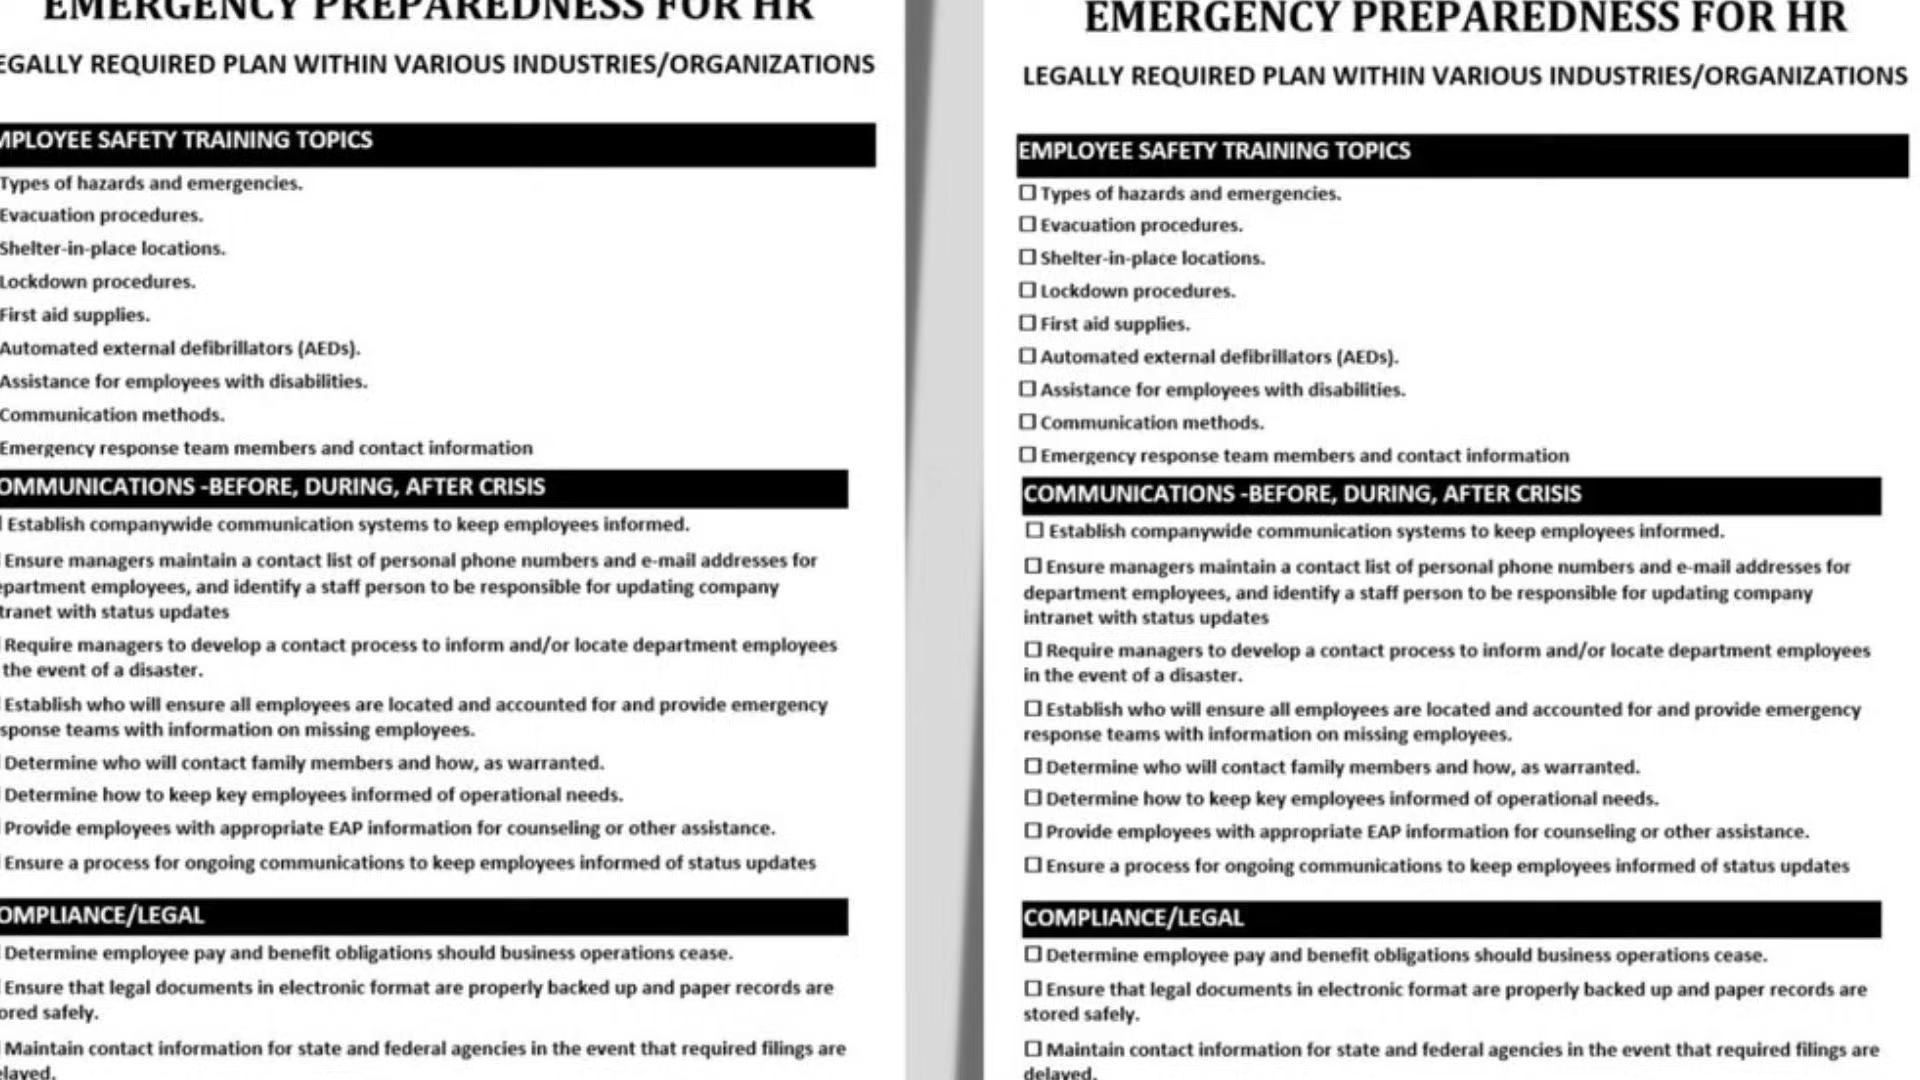 EMERGENCY PREPAREDNESS FOR HR
EGALLY REQUIRED PLAN WITHIN VARIOUS INDUSTRIES/ORGANIZATIONS
MPLOYEE SAFETY TRAINING TOPICS
Types of hazards and emergencies.
Evacuation procedures.
Shelter-in-place locations.
Lockdown procedures.
First aid supplies.
Automated external defibrillators (AEDs).
Assistance for employees with disabilities.
Communication methods.
Emergency response team members and contact information
OMMUNICATIONS -BEFORE, DURING, AFTER CRISIS
Establish companywide communication systems to keep employees informed.
Ensure managers maintain a contact list of personal phone numbers and e-mail addresses for
epartment employees, and identify a staff person to be responsible for updating company
tranet with status updates
Require managers to develop a contact process to inform and/or locate department employees
the event of a disaster.
Establish who will ensure all employees are located and accounted for and provide emergency
sponse teams with information on missing employees.
Determine who will contact family members and how, as warranted.
Determine how to keep key employees informed of operational needs.
Provide employees with appropriate EAP information for counseling or other assistance.
Ensure a process for ongoing communications to keep employees informed of status updates
OMPLIANCE/LEGAL
Determine employee pay and benefit obligations should business operations cease.
Ensure that legal documents in electronic format are properly backed up and paper records are
ored safely.
Maintain contact information for state and federal agencies in the event that required filings are
elayed.
EMERGENCY PREPAREDNESS FOR HR
LEGALLY REQUIRED PLAN WITHIN VARIOUS INDUSTRIES/ORGANIZATIONS
EMPLOYEE SAFETY TRAINING TOPICS
☐ Types of hazards and emergencies.
☐ Evacuation procedures.
☐ Shelter-in-place locations.
☐ Lockdown procedures.
☐ First aid supplies.
☐ Automated external defibrillators (AEDs).
☐ Assistance for employees with disabilities.
☐ Communication methods.
☐ Emergency response team members and contact information
COMMUNICATIONS -BEFORE, DURING, AFTER CRISIS
☐ Establish companywide communication systems to keep employees informed.
☐ Ensure managers maintain a contact list of personal phone numbers and e-mail addresses for
department employees, and identify a staff person to be responsible for updating company
intranet with status updates
☐ Require managers to develop a contact process to inform and/or locate department employees
in the event of a disaster.
☐ Establish who will ensure all employees are located and accounted for and provide emergency
response teams with information on missing employees.
☐ Determine who will contact family members and how, as warranted.
☐ Determine how to keep key employees informed of operational needs.
☐ Provide employees with appropriate EAP information for counseling or other assistance.
☐ Ensure a process for ongoing communications to keep employees informed of status updates
COMPLIANCE/LEGAL
☐ Determine employee pay and benefit obligations should business operations cease.
☐ Ensure that legal documents in electronic format are properly backed up and paper records are
stored safely.
☐ Maintain contact information for state and federal agencies in the event that required filings are
delayed.